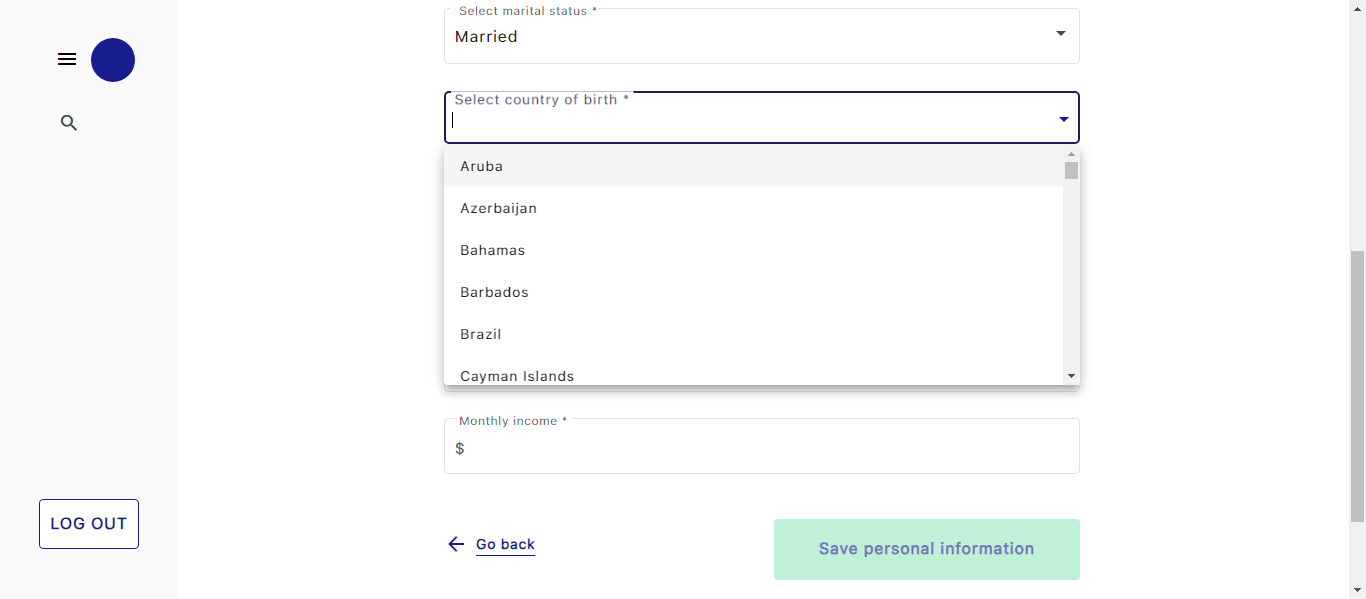 Select marital status *
Married
Select country of birth *
Aruba
Azerbaijan
Bahamas
Barbados
Brazil
Cayman Islands
Monthly income *
$
LOG OUT
Go back
Save personal information